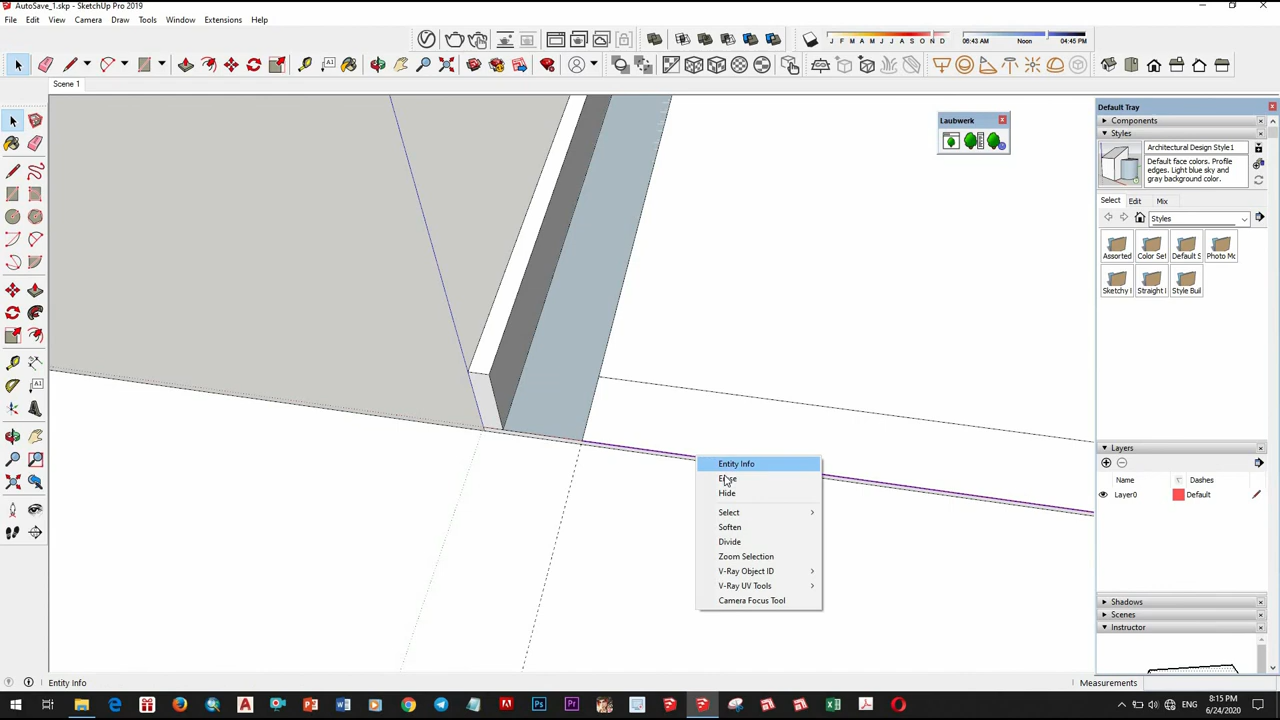 AutoSave_1.skp - SketchUp Pro 2019
File Edit View Camera Draw Tools Window Extensions Help
J F M A M J J A S O N D
06:43 AM Noon 04:45 PM
Scene 1
Default Tray
Components
Styles
Architectural Design Style1
Default face colors. Profile
edges. Light blue sky and
gray background color.
Select Edit Mix
Styles
Assorted Color Se Default S Photo Mo
Sketchy Straight Style Buil
Laubwerk
Entity Info
Hide
Select
Soften
Divide
Zoom Selection
V-Ray Object ID
V-Ray UV Tools
Camera Focus Tool
Layers
Name Dashes
Layer0 Default
Shadows
Scenes
Instructor
Entity Info
Measurements
8:15 PM
6/24/2020